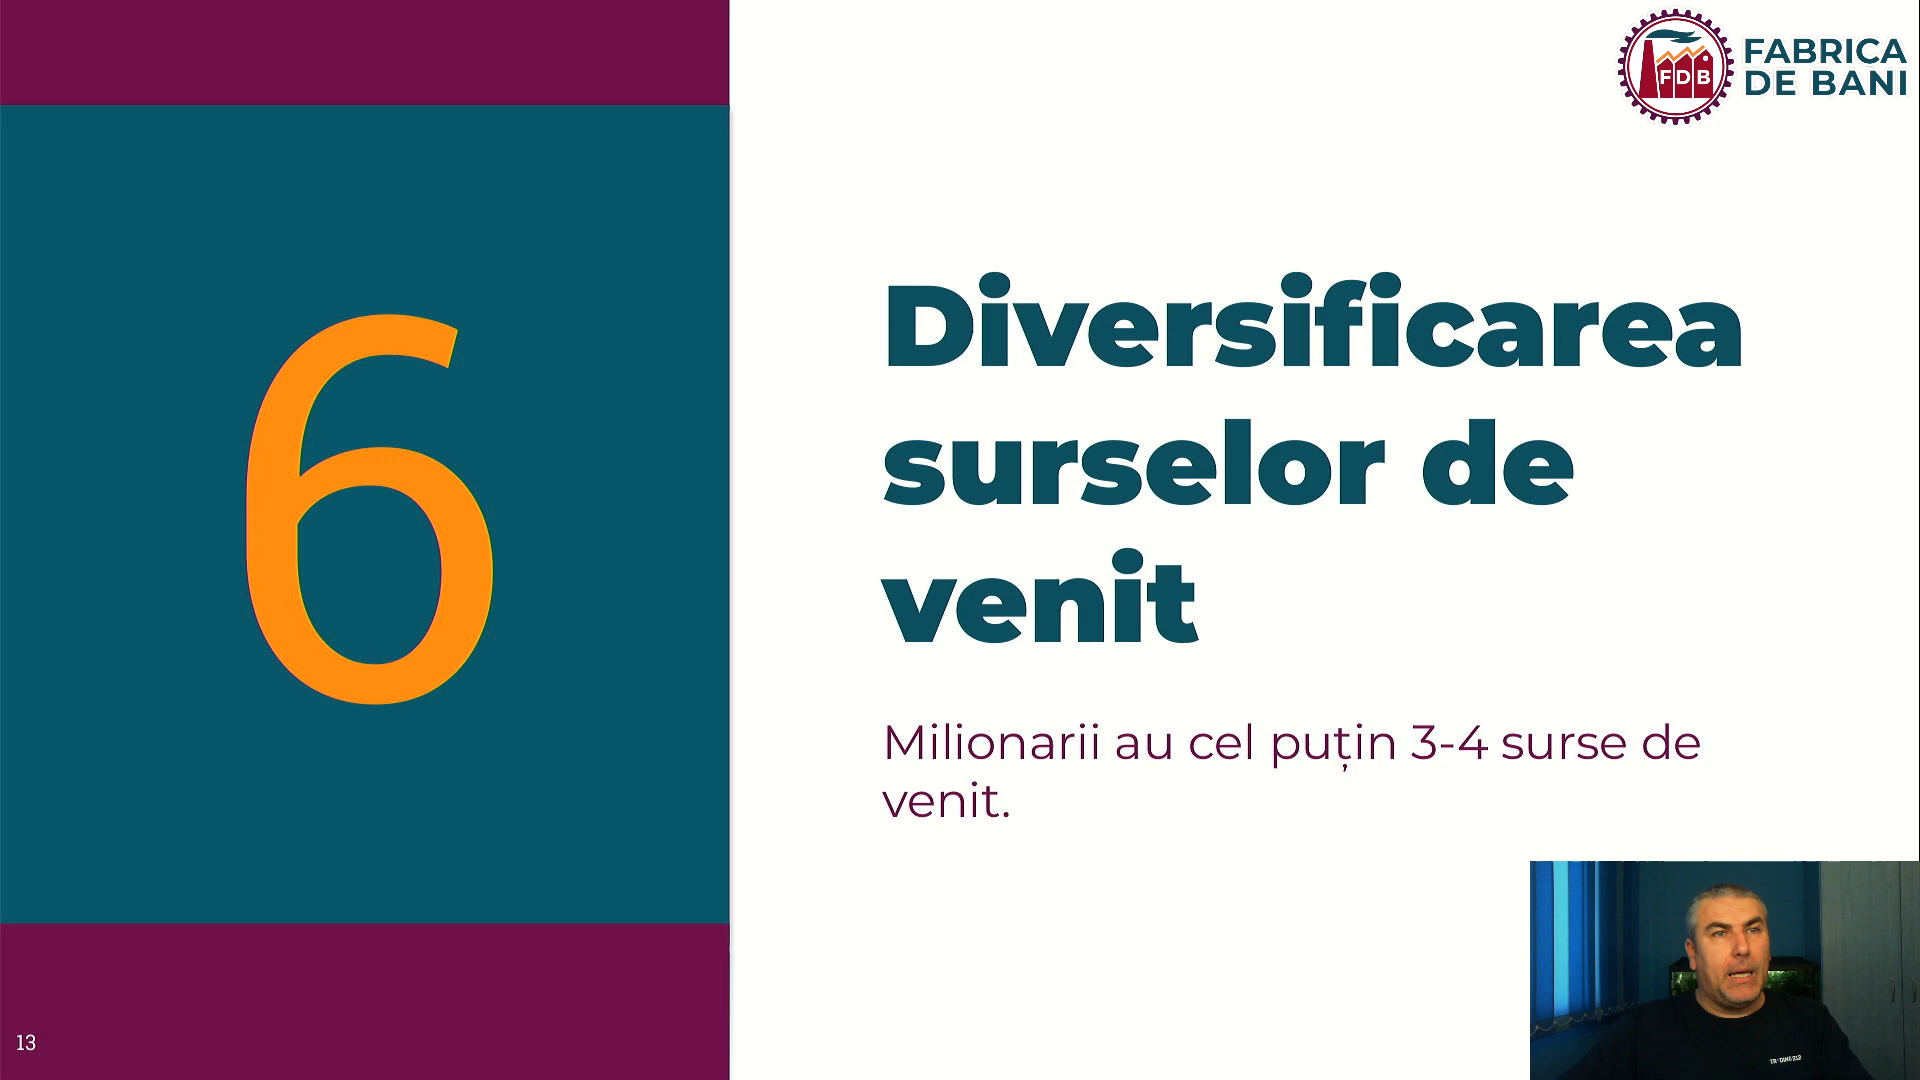 FABRICA
DE BANI
FDB
6
Diversificarea
surselor de
venit
Milionarii au cel puțin 3-4 surse de
venit.
13